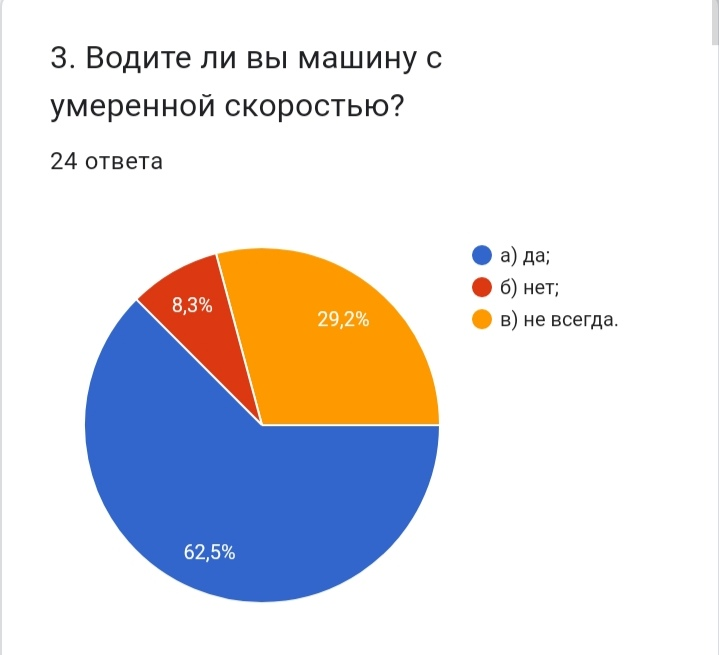 3. Водите ли вы машину с
умеренной скоростью?
24 ответа
а) да;
б) нет;
в) не всегда.
8,3%
29,2%
62,5%